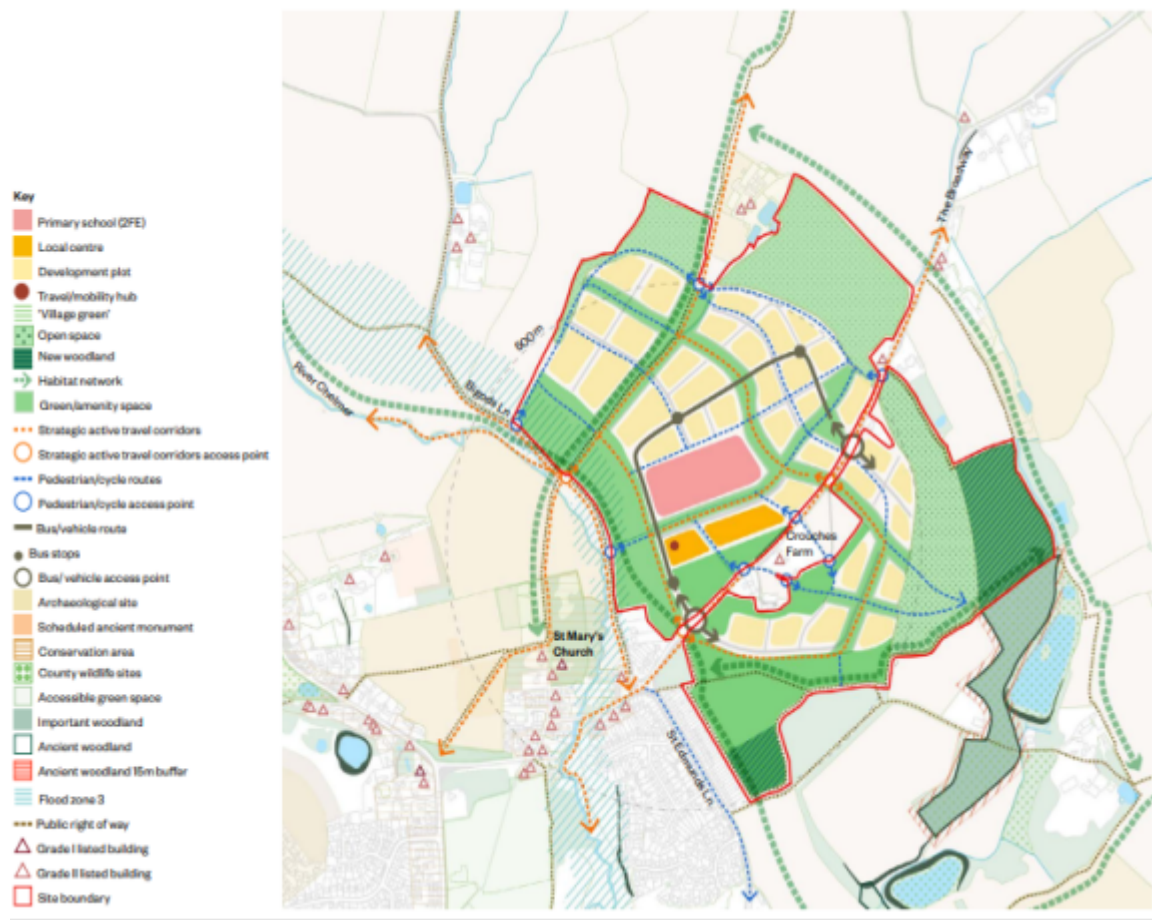 Key
Primary school (2FE)
Local centre
Development plot
Travel/mobility hub
'Village green'
Open space
New woodland
Habitat network
Green/amenity space
Strategic active travel corridors
Strategic active travel corridors access point
Pedestrian/cycle routes
Pedestrian/cycle access point
Bus/vehicle route
Bus stops
Bus/ vehicle access point
Archaeological site
Scheduled ancient monument
Conservation area
County wildlife sites
Accessible green space
Important woodland
Ancient woodland
Ancient woodland 15m buffer
Flood zone 3
Public right of way
Grade I listed building
Grade II listed building
Site boundary
The Broadway
800m
River Chelmer
Bigods Ln.
Crouches
Farm
St Mary's
Church
St Edmunds Ln.